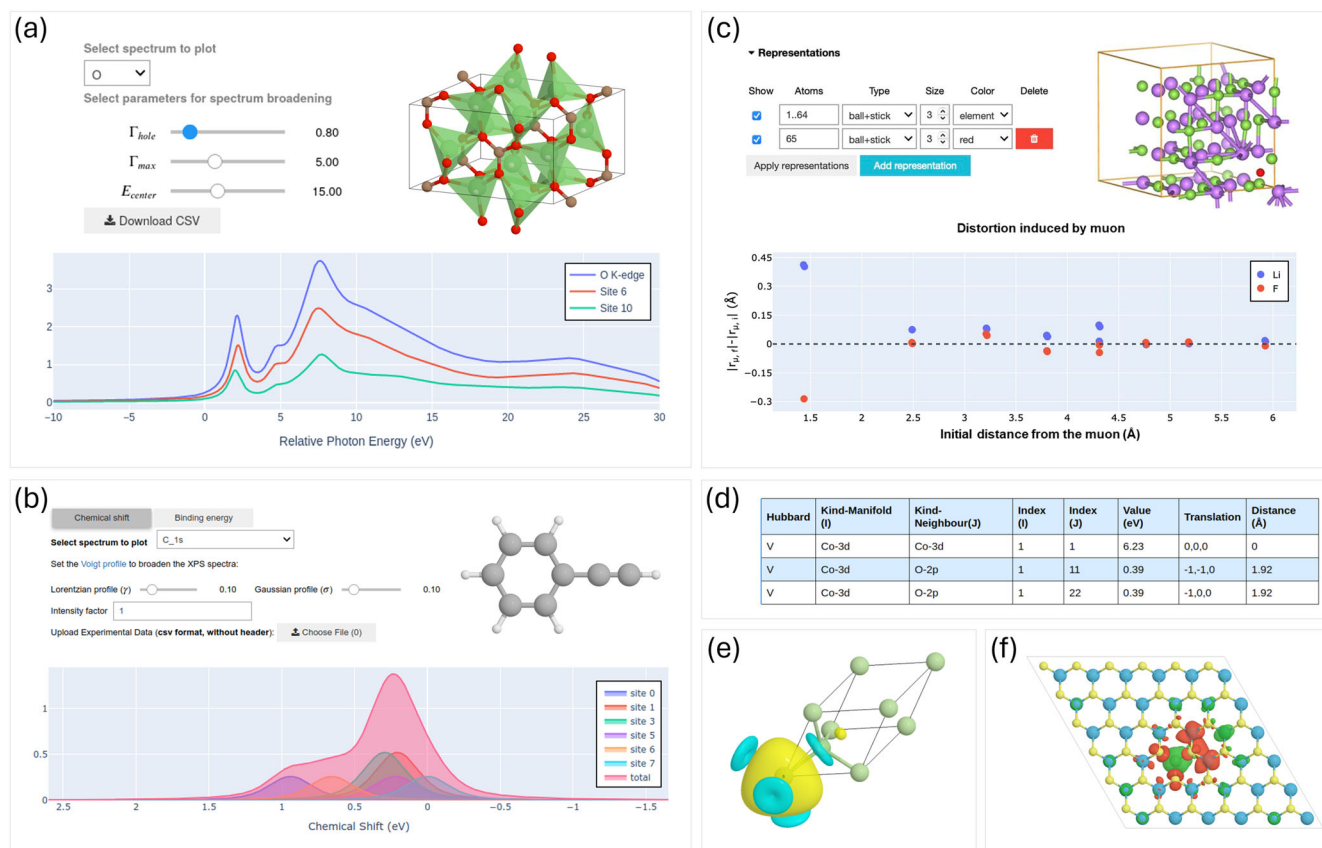 (a)
Select spectrum to plot
O
Select parameters for spectrum broadening
Γhole 0.80
Γmax 5.00
Ecenter 15.00
Download CSV
3
2
1
0
O K-edge
Site 6
Site 10
−10 −5 0 5 10 15 20 25 30
Relative Photon Energy (eV)
(b)
Chemical shift Binding energy
Select spectrum to plot C_1s
Set the Voigt profile to broaden the XPS spectra:
Lorentzian profile (γ) 0.10 Gaussian profile (σ) 0.10
Intensity factor 1
Upload Experimental Data (csv format, without header): Choose File (0)
1
0.5
0
site 0
site 1
site 3
site 5
site 6
site 7
total
2.5 2 1.5 1 0.5 0 −0.5 −1 −1.5
Chemical Shift (eV)
(c)
Representations
Show Atoms Type Size Color Delete
1..64 ball+stick 3 element
65 ball+stick 3 red
Apply representations Add representation
Distortion induced by muon
|rμ, f|-|rμ, i| (Å)
0.45
0.3
0.15
0
−0.15
−0.3
Li
F
1.5 2 2.5 3 3.5 4 4.5 5 5.5 6
Initial distance from the muon (Å)
(d)
Hubbard Kind-Manifold (I) Kind-Neighbour(J) Index (I) Index (J) Value (eV) Translation Distance (Å)
V Co-3d Co-3d 1 1 6.23 0,0,0 0
V Co-3d O-2p 1 11 0.39 -1,-1,0 1.92
V Co-3d O-2p 1 22 0.39 -1,0,0 1.92
(e)
(f)